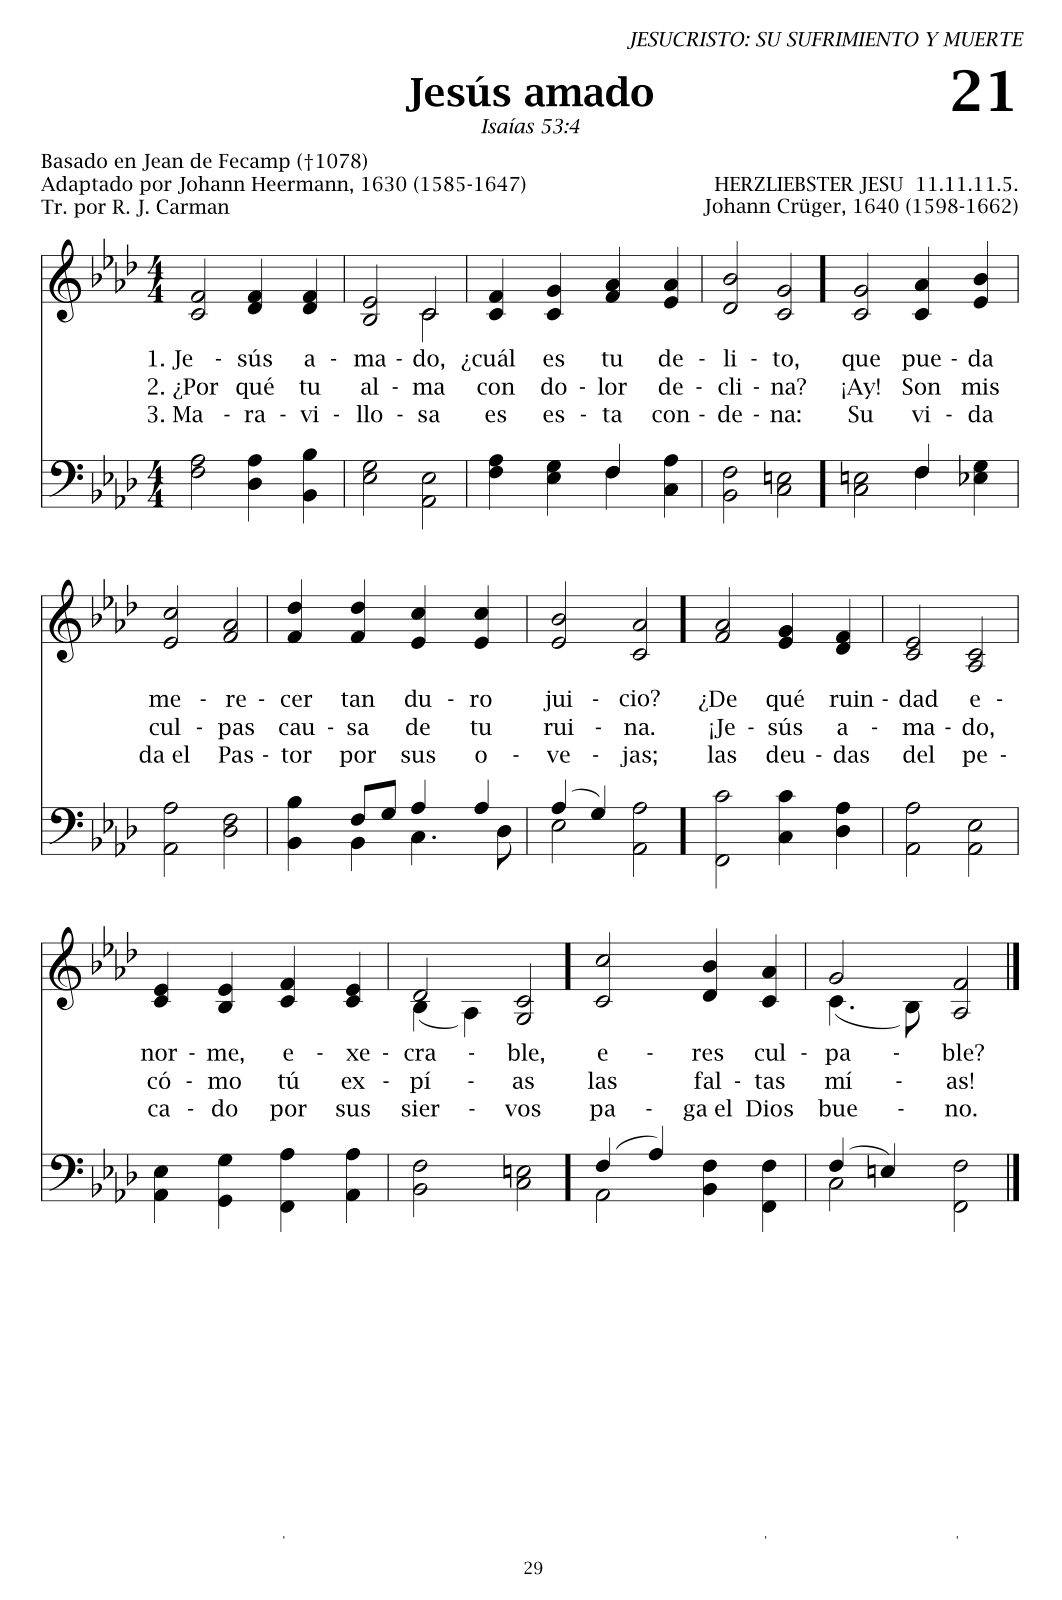 JESUCRISTO: SU SUFRIMIENTO Y MUERTE
Jesús amado
21
Isaías 53:4
Basado en Jean de Fecamp (†1078)
Adaptado por Johann Heermann, 1630 (1585-1647)
Tr. por R. J. Carman
HERZLIEBSTER JESU 11.11.11.5.
Johann Crüger, 1640 (1598-1662)
1. Je - sús a - ma - do, ¿cuál es tu de - li - to, que pue - da
2. ¿Por qué tu al - ma con do - lor de - cli - na? ¡Ay! Son mis
3. Ma - ra - vi - llo - sa es es - ta con - de - na: Su vi - da
me - re - cer tan du - ro jui - cio? ¿De qué ruin - dad e -
cul - pas cau - sa de tu rui - na. ¡Je - sús a - ma - do,
da el Pas - tor por sus o - ve - jas; las deu - das del pe -
nor - me, e - xe - cra - ble, e - res cul - pa - ble?
có - mo tú ex - pí - as las fal - tas mí - as!
ca - do por sus sier - vos pa - ga el Dios bue - no.
29